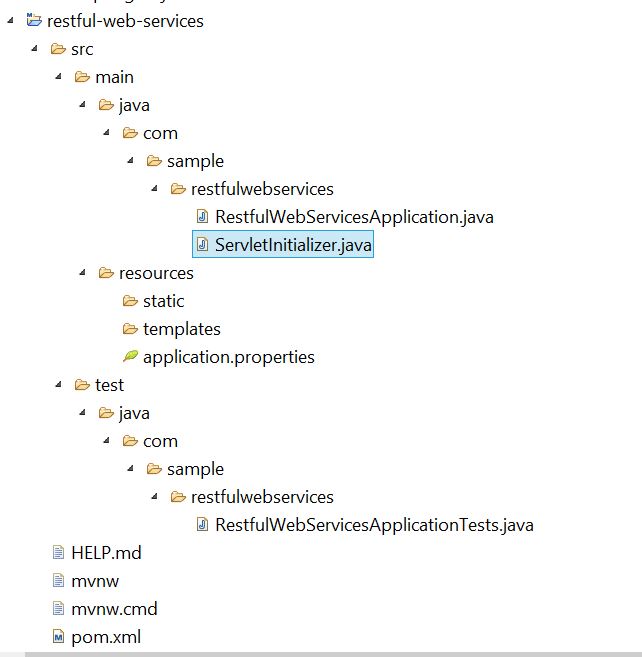 restful-web-services
src
main
java
com
sample
restfulwebservices
RestfulWebServicesApplication.java
ServletInitializer.java
resources
static
templates
application.properties
test
java
com
sample
restfulwebservices
RestfulWebServicesApplicationTests.java
HELP.md
mvnw
mvnw.cmd
pom.xml